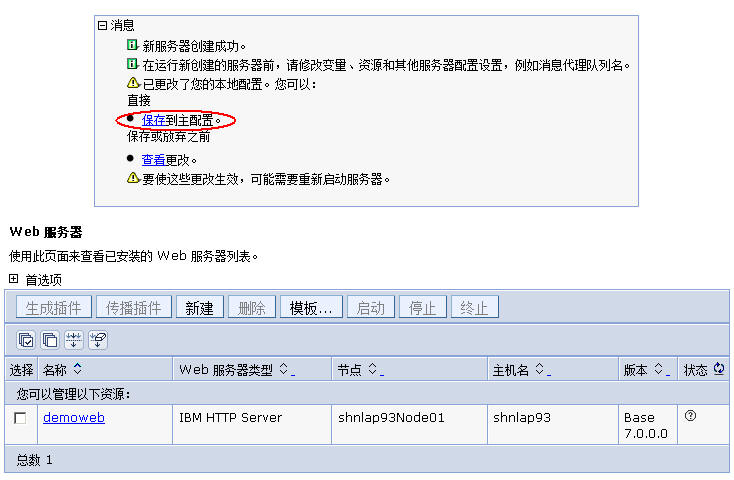 消息
新服务器创建成功。
在运行新创建的服务器前，请修改变量、资源和其他服务器配置设置，例如消息代理队列名。
已更改了您的本地配置。您可以：
直接
保存到主配置。
保存或放弃之前
查看更改。
要使这些更改生效，可能需要重新启动服务器。
Web 服务器
使用此页面来查看已安装的 Web 服务器列表。
首选项
生成插件 传播插件 新建 删除 模板... 启动 停止 终止
选择 名称 Web 服务器类型 节点 主机名 版本 状态
您可以管理以下资源：
demoweb IBM HTTP Server shnlap93Node01 shnlap93 Base
7.0.0.0
总数 1